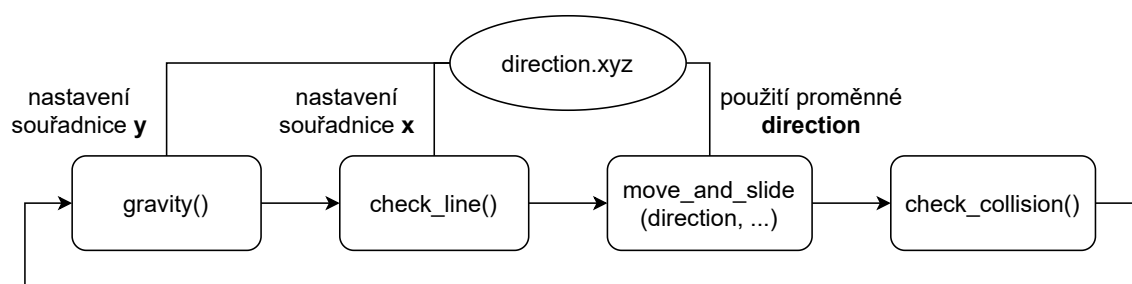 direction.xyz
nastavení
souřadnice y
nastavení
souřadnice x
použití proměnné
direction
gravity()
check_line()
move_and_slide
(direction, ...)
check_collision()